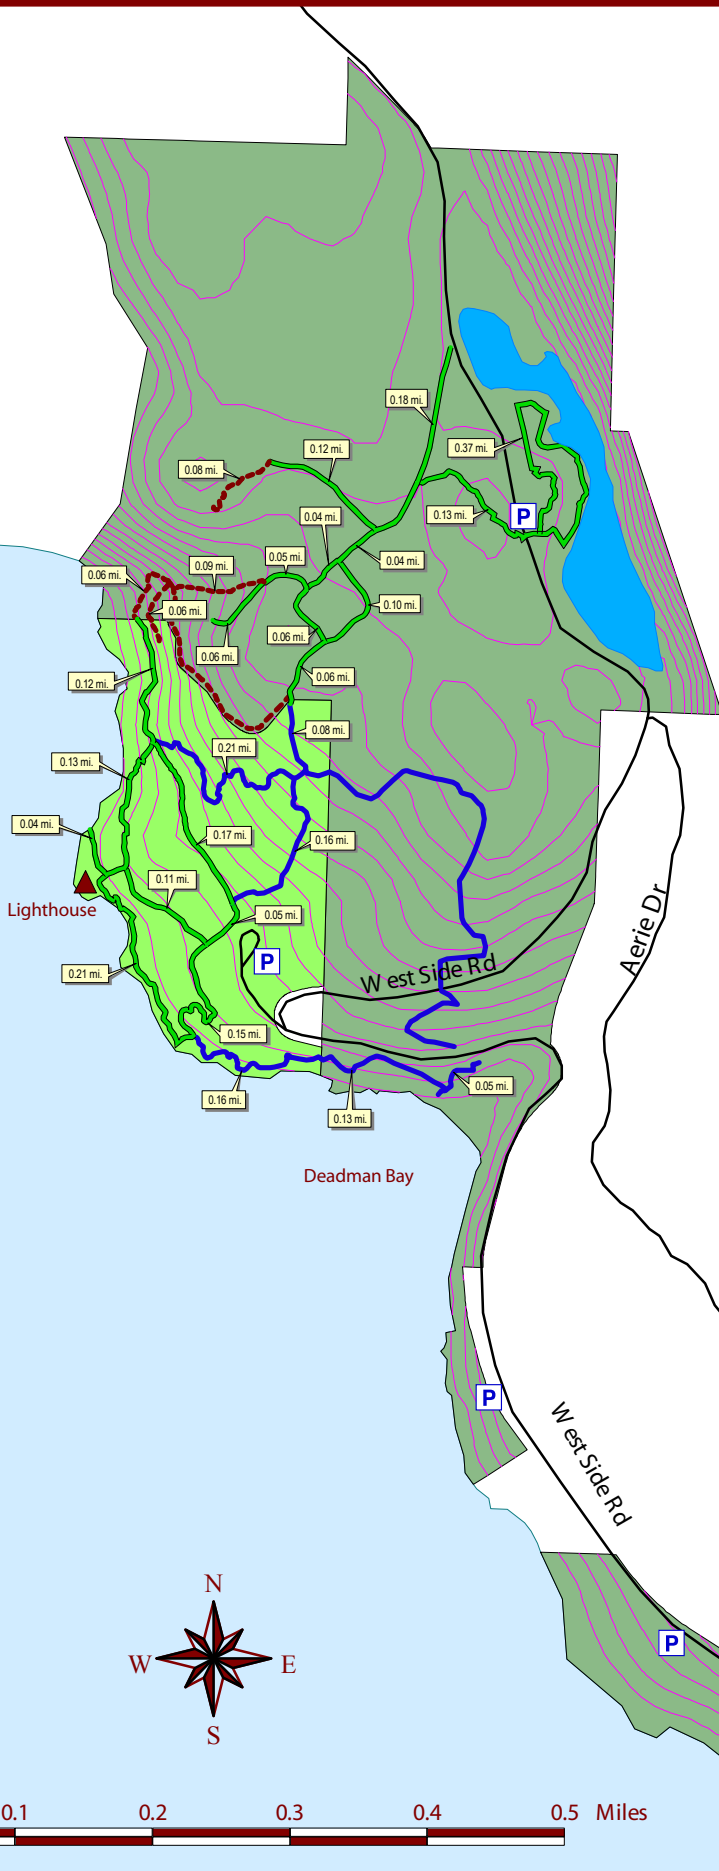 0.18 mi.
0.12 mi.
0.37 mi.
0.08 mi.
0.04 mi.
0.13 mi.
P
0.05 mi.
0.04 mi.
0.09 mi.
0.06 mi.
0.06 mi.
0.10 mi.
0.06 mi.
0.06 mi.
0.06 mi.
0.12 mi.
0.08 mi.
0.21 mi.
0.13 mi.
0.04 mi.
0.17 mi.
0.16 mi.
0.11 mi.
Lighthouse
0.05 mi.
Aerie Dr
P
West Side Rd
0.21 mi.
0.15 mi.
0.05 mi.
0.16 mi.
0.13 mi.
Deadman Bay
P
West Side Rd
N
W E
S
P
0.1 0.2 0.3 0.4 0.5 Miles